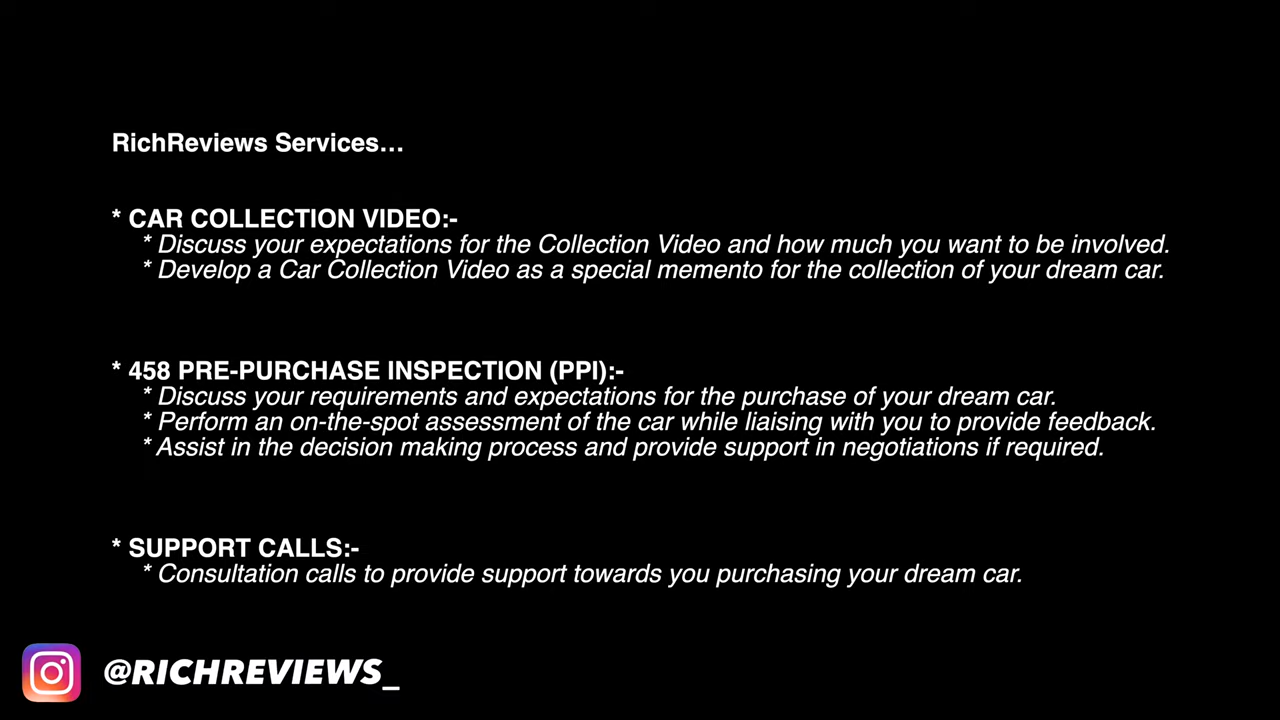 RichReviews Services...
* CAR COLLECTION VIDEO:-
* Discuss your expectations for the Collection Video and how much you want to be involved.
* Develop a Car Collection Video as a special memento for the collection of your dream car.
* 458 PRE-PURCHASE INSPECTION (PPI):-
* Discuss your requirements and expectations for the purchase of your dream car.
* Perform an on-the-spot assessment of the car while liaising with you to provide feedback.
* Assist in the decision making process and provide support in negotiations if required.
* SUPPORT CALLS:-
* Consultation calls to provide support towards you purchasing your dream car.
@RICHREVIEWS_